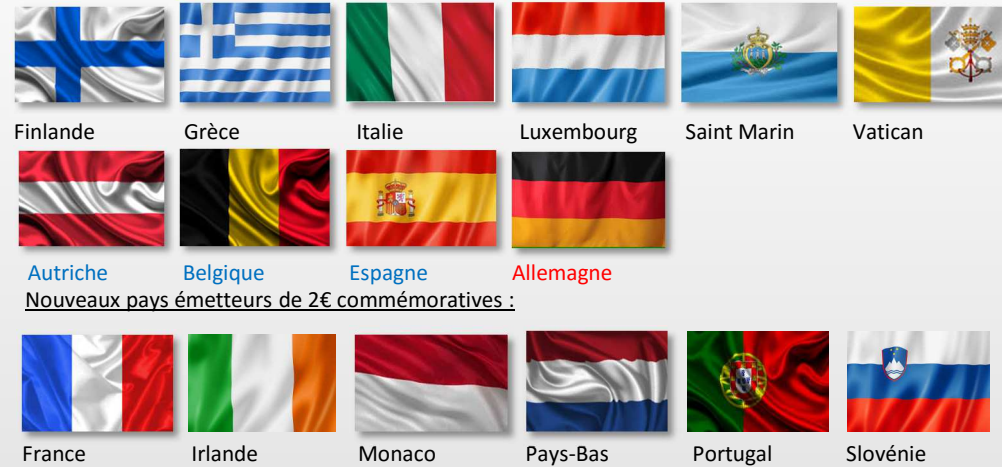 Finlande Grèce Italie Luxembourg Saint Marin Vatican
Autriche Belgique Espagne Allemagne
Nouveaux pays émetteurs de 2€ commémoratives :
France Irlande Monaco Pays-Bas Portugal Slovénie